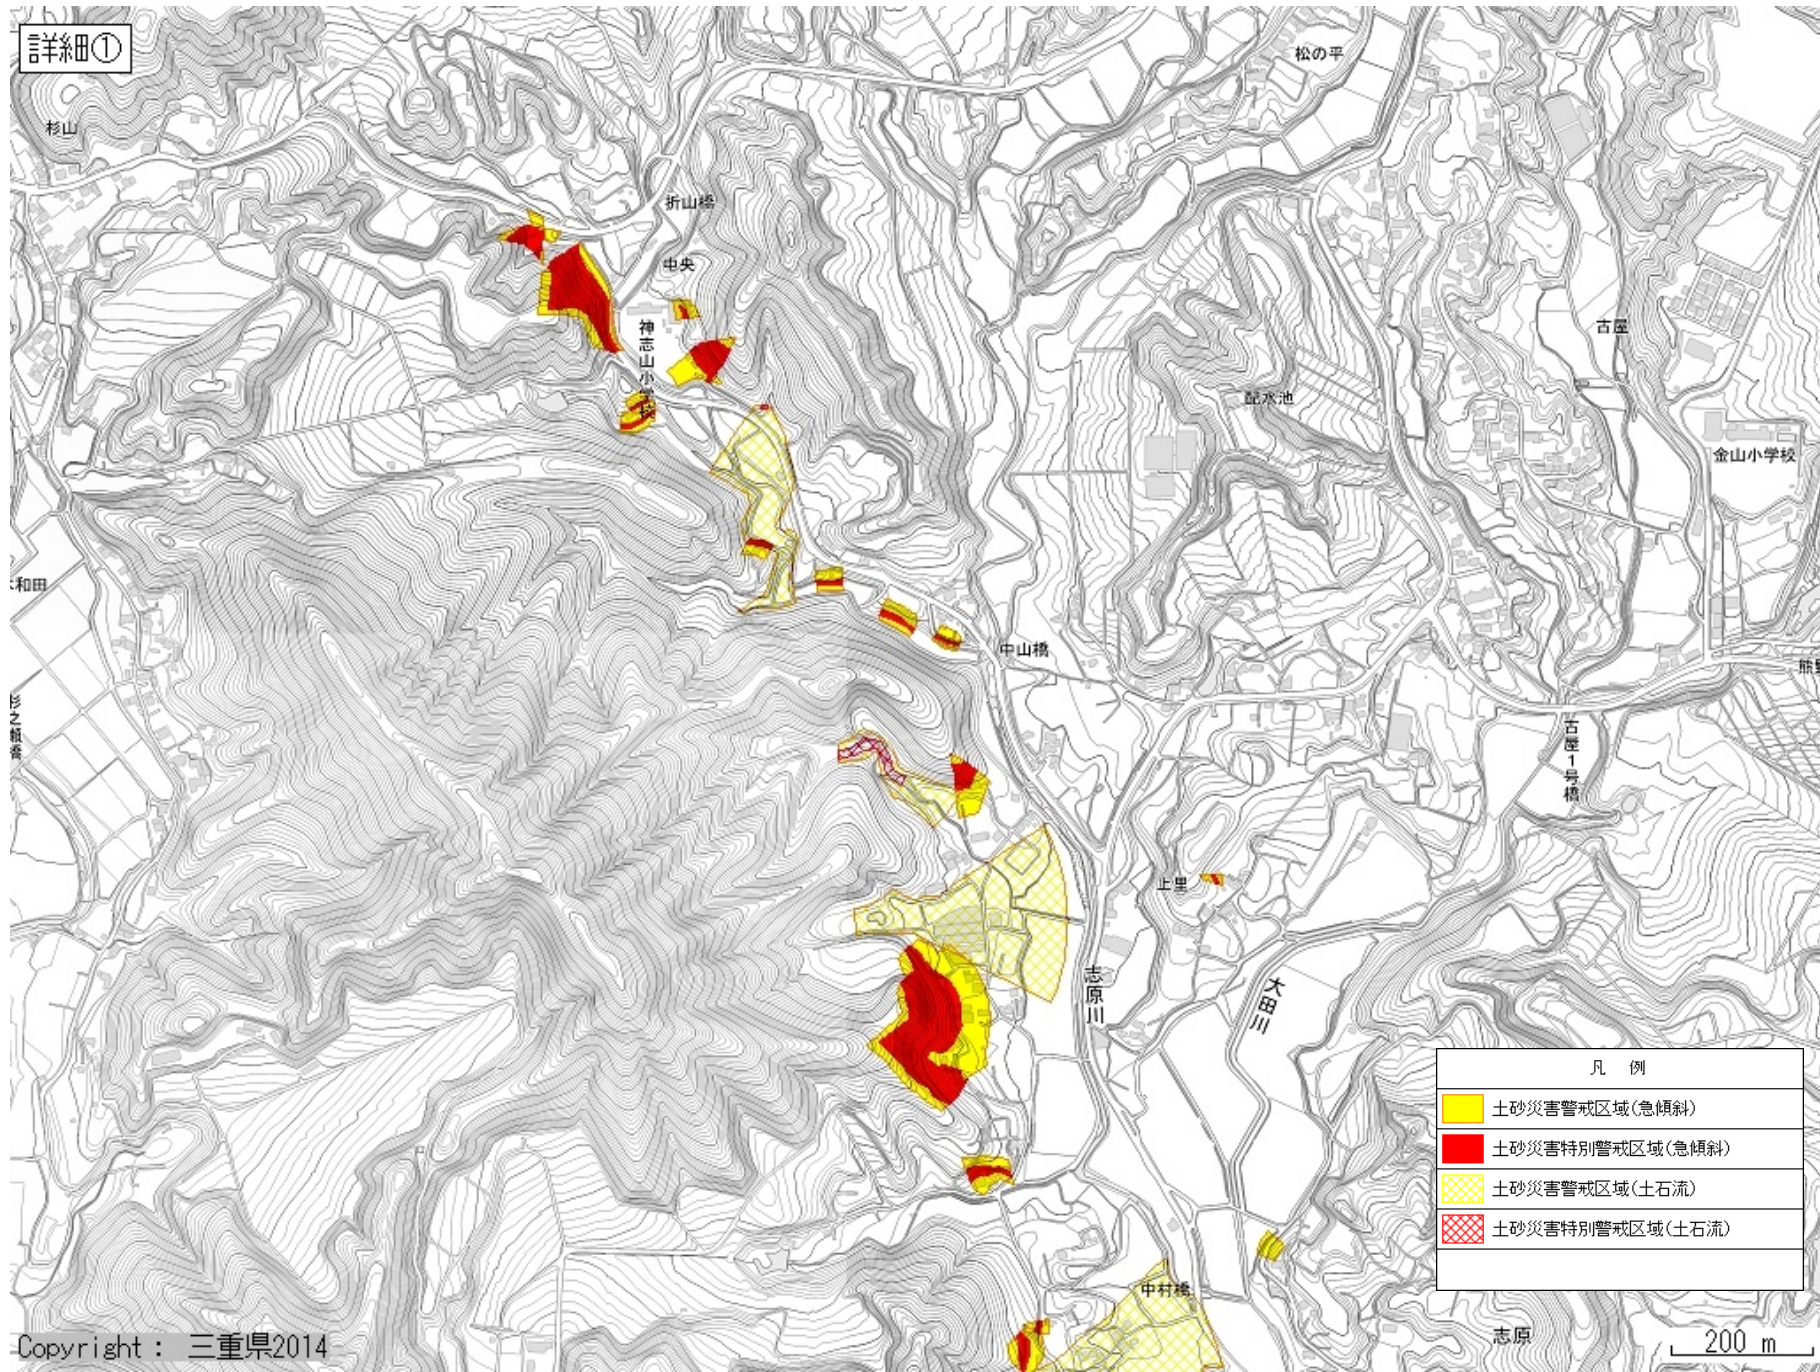 詳細①
松の平
杉山
折山橋
中央
神志山小学校
古屋
配水池
金山小学校
和田
中山橋
杉之瀬橋
古屋1号橋
上里
志原川
大田川
凡 例
土砂災害警戒区域(急傾斜)
土砂災害特別警戒区域(急傾斜)
土砂災害警戒区域(土石流)
土砂災害特別警戒区域(土石流)
中村橋
志原
200 m
Copyright : 三重県2014